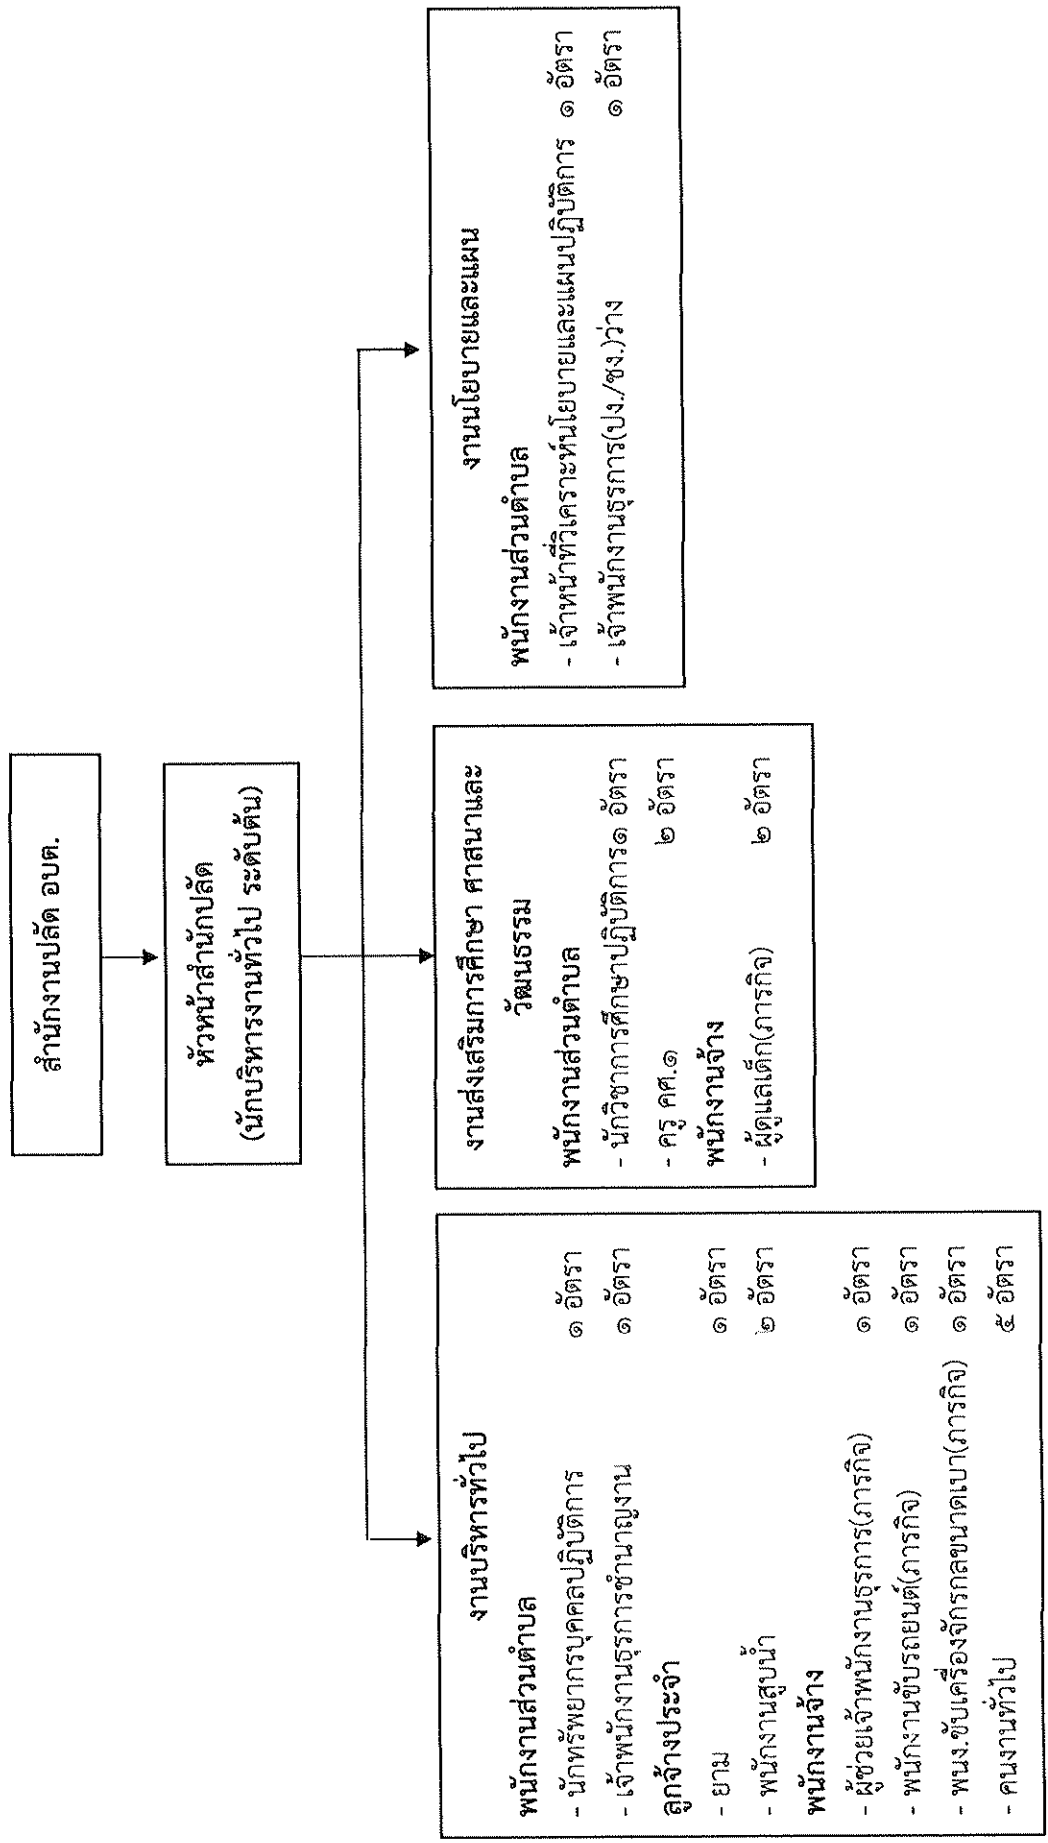 สำนักงานปลัด อบต.
หัวหน้าสำนักปลัด
(นักบริหารงานทั่วไป ระดับต้น)
งานบริหารทั่วไป
พนักงานส่วนตำบล
- นักทรัพยากรบุคคลปฏิบัติการ ๑ อัตรา
- เจ้าพนักงานธุรการชำนาญงาน ๑ อัตรา
ลูกจ้างประจำ
- ยาม ๑ อัตรา
- พนักงานสูบน้ำ ๒ อัตรา
พนักงานจ้าง
- ผู้ช่วยเจ้าพนักงานธุรการ(ภารกิจ) ๑ อัตรา
- พนักงานขับรถยนต์(ภารกิจ) ๑ อัตรา
- พนง.ขับเครื่องจักรกลขนาดเบา(ภารกิจ) ๑ อัตรา
- คนงานทั่วไป ๕ อัตรา
งานส่งเสริมการศึกษา ศาสนาและ
วัฒนธรรม
พนักงานส่วนตำบล
- นักวิชาการศึกษาปฏิบัติการ๑ อัตรา
- ครู คศ.๑ ๒ อัตรา
พนักงานจ้าง
- ผู้ดูแลเด็ก(ภารกิจ) ๒ อัตรา
งานนโยบายและแผน
พนักงานส่วนตำบล
- เจ้าหน้าที่วิเคราะห์นโยบายและแผนปฏิบัติการ ๑ อัตรา
- เจ้าพนักงานธุรการ(ปง./ชง.)ว่าง ๑ อัตรา